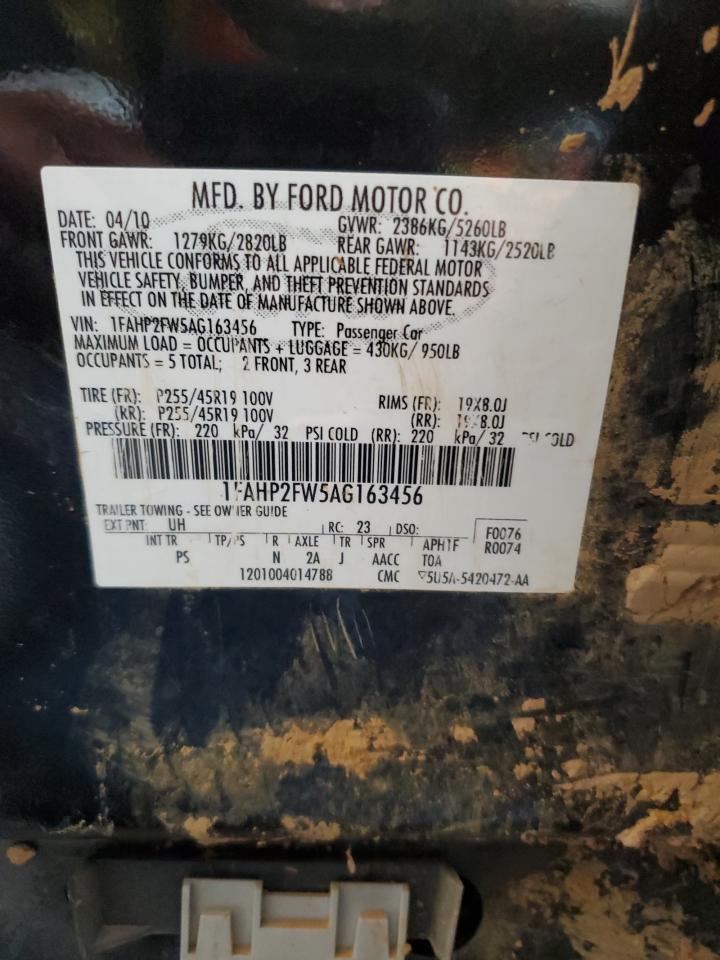 MFD. BY FORD MOTOR CO.
DATE: 04/10 GVWR: 2386KG/5260LB
FRONT GAWR: 1279KG/2820LB REAR GAWR: 1143KG/2520LB
THIS VEHICLE CONFORMS TO ALL APPLICABLE FEDERAL MOTOR
VEHICLE SAFETY, BUMPER, AND THEFT PREVENTION STANDARDS
IN EFFECT ON THE DATE OF MANUFACTURE SHOWN ABOVE.
VIN: 1FAHP2FW5AG163456 TYPE: Passenger Car
MAXIMUM LOAD = OCCUPANTS + LUGGAGE = 430KG/950LB
OCCUPANTS = 5 TOTAL; 2 FRONT, 3 REAR
TIRE (FR): P255/45R19 100V RIMS (FR): 19X8.0J
(RR): P255/45R19 100V (RR): 19X8.0J
PRESSURE (FR): 220 kPa/ 32 PSI COLD (RR): 220 kPa/ 32 PSI COLD
1FAHP2FW5AG163456
TRAILER TOWING - SEE OWNER GUIDE
EXT PNT: UH RC: 23 DSO: F0076
INT TR TP/PS R AXLE TR SPR APHTF R0074
PS N 2A J AACC TOA
1201004014788 CMC 5U5A-5420472-AA